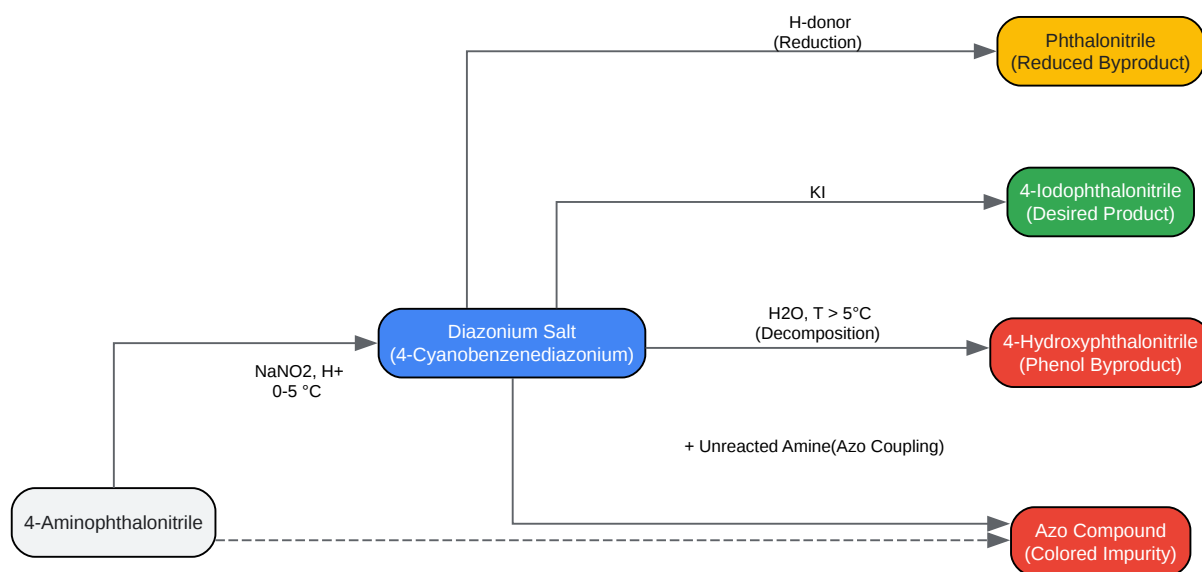 H-donor
(Reduction)
Phthalonitrile
(Reduced Byproduct)
KI
4-Iodophthalonitrile
(Desired Product)
Diazonium Salt
(4-Cyanobenzenediazonium)
H2O, T > 5°C
(Decomposition)
4-Hydroxyphthalonitrile
(Phenol Byproduct)
NaNO2, H+
0-5 °C
+ Unreacted Amine(Azo Coupling)
4-Aminophthalonitrile
Azo Compound
(Colored Impurity)